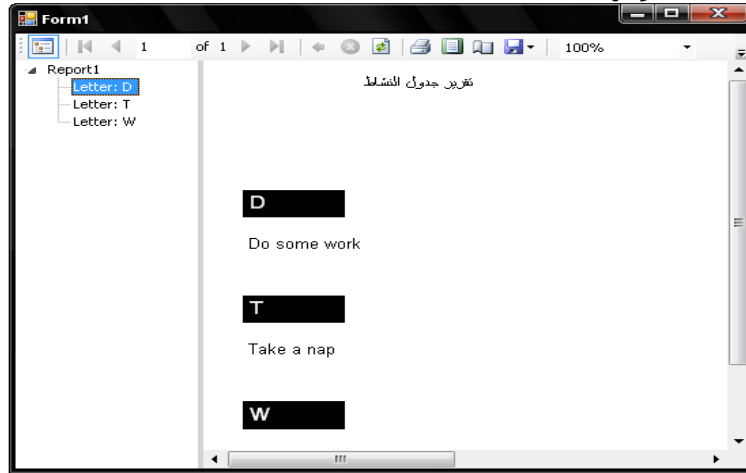 Form1
1 of 1 100%
Report1
Letter: D
Letter: T
Letter: W
تقرير جدول النشاط
D
Do some work
T
Take a nap
W